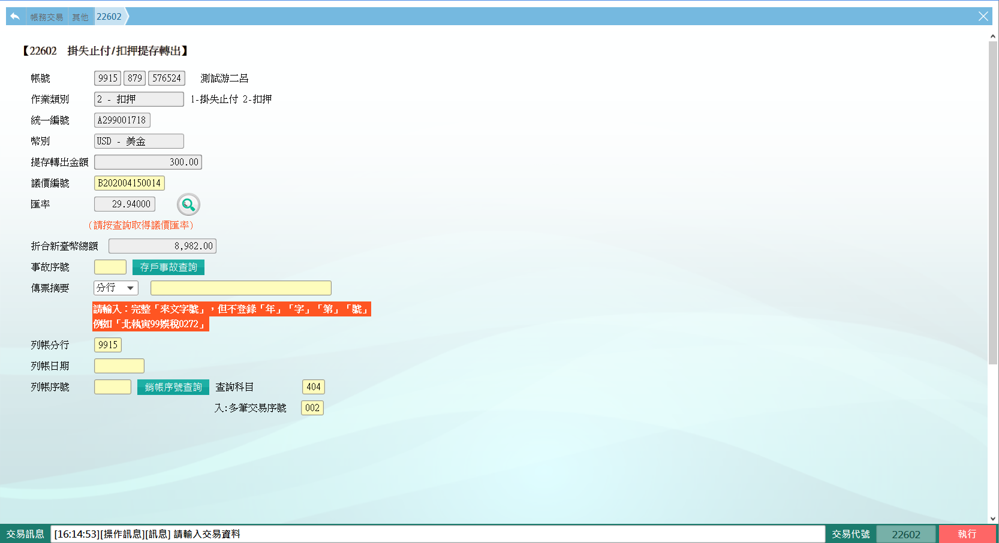 帳務交易 其他 22602
【22602 掛失止付/扣押提存轉出】
帳號 9915 879 576524 測試游二呂
作業類別 2 - 扣押 1-掛失止付 2-扣押
統一編號 A299001718
幣別 USD - 美金
提存轉出金額 300.00
議價編號 B202004150014
匯率 29.94000
(請按查詢取得議價匯率)
折合新臺幣總額 8,982.00
事故序號 存戶事故查詢
傳票摘要 分行
請輸入：完整「來文字號」，但不登錄「年」「字」「第」「號」
例如「北執寅99娛稅0272」
列帳分行 9915
列帳日期
列帳序號 銷帳序號查詢 查詢科目 404
入:多筆交易序號 002
交易訊息 [16:14:53][操作訊息][訊息] 請輸入交易資料 交易代號 22602 執行